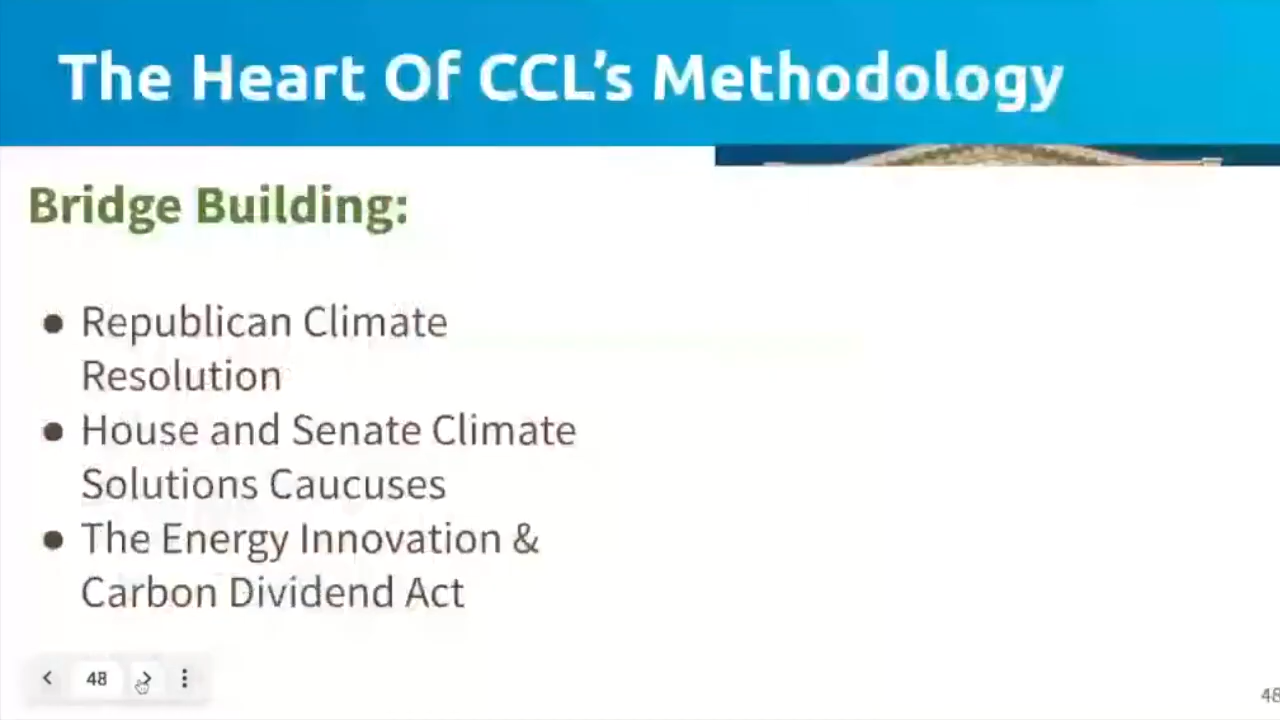 The Heart Of CCL’s Methodology
Bridge Building:
● Republican Climate
Resolution
● House and Senate Climate
Solutions Caucuses
● The Energy Innovation &
Carbon Dividend Act
48
48